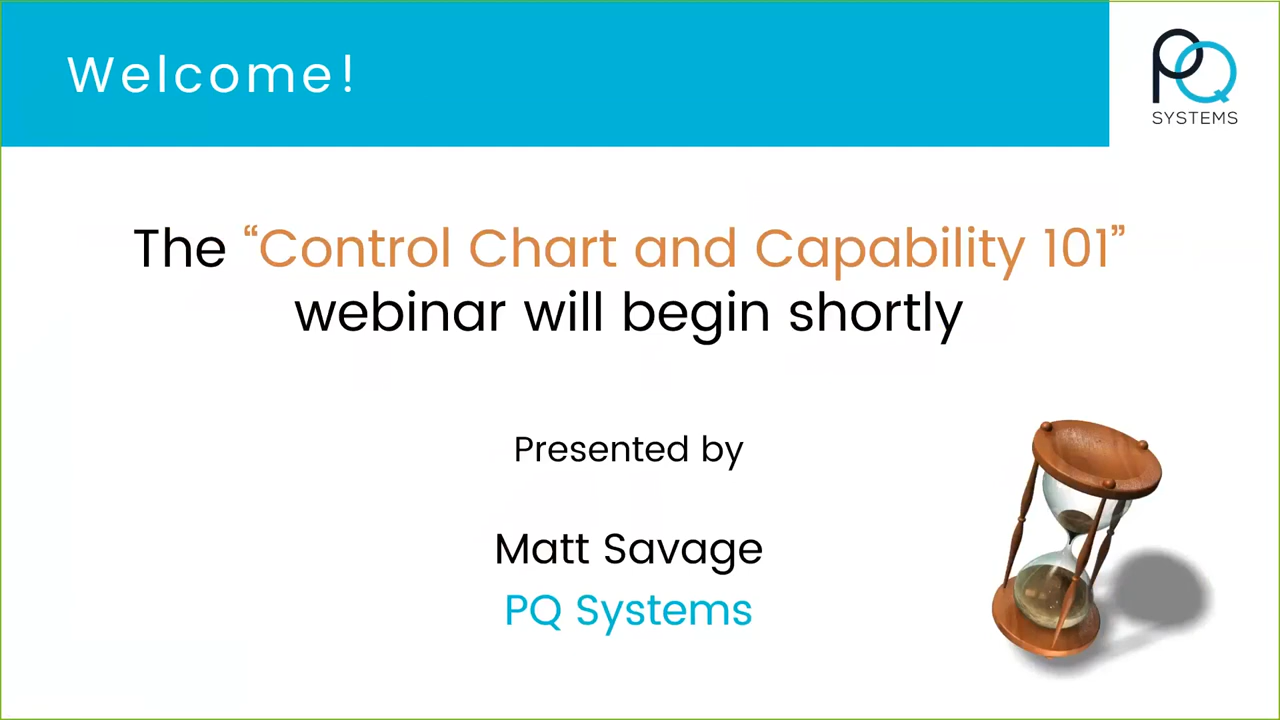 Welcome!
PQ
SYSTEMS
The “Control Chart and Capability 101”
webinar will begin shortly
Presented by
Matt Savage
PQ Systems